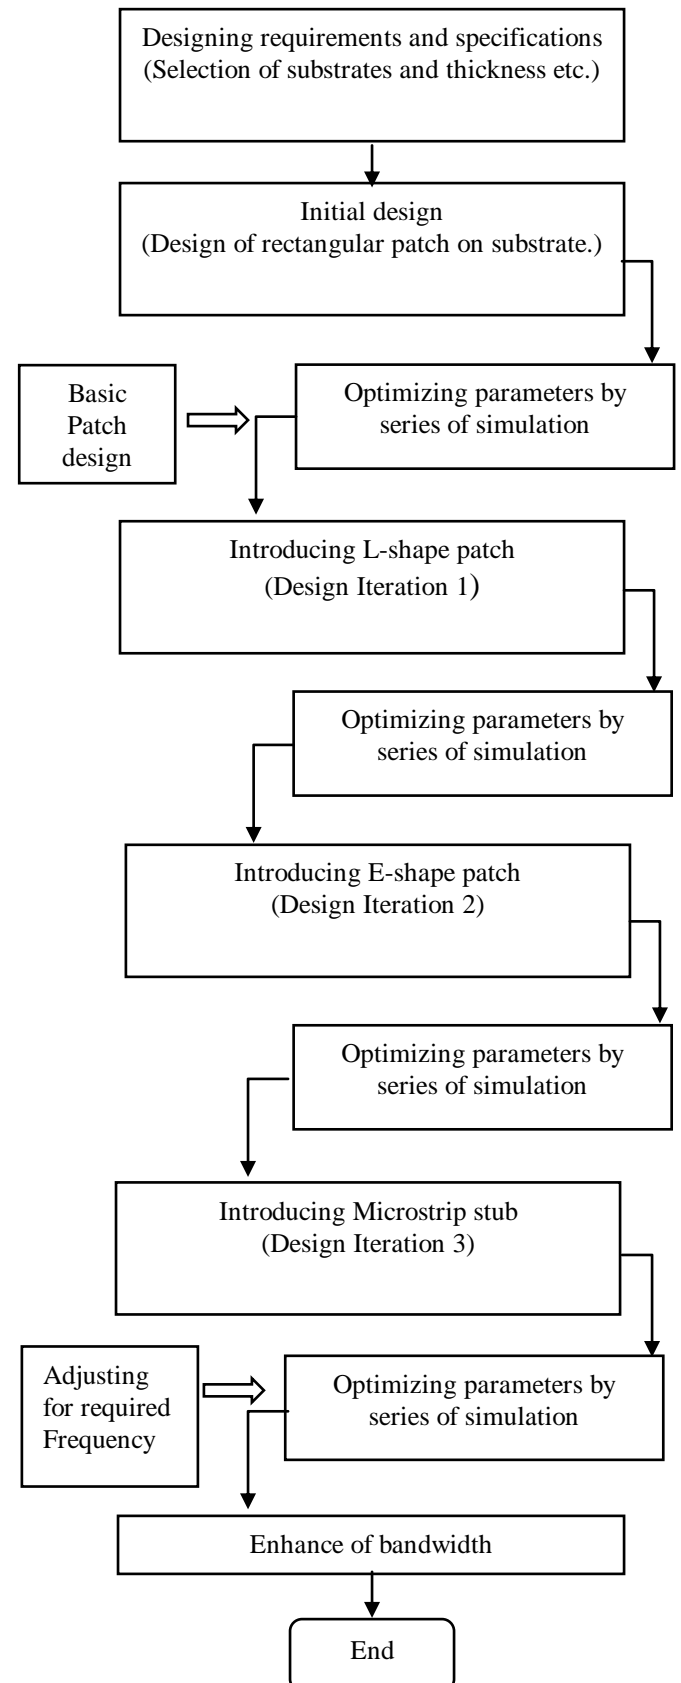 Designing requirements and specifications
(Selection of substrates and thickness etc.)
Initial design
(Design of rectangular patch on substrate.)
Basic
Patch
design
Optimizing parameters by
series of simulation
Introducing L-shape patch
(Design Iteration 1)
Optimizing parameters by
series of simulation
Introducing E-shape patch
(Design Iteration 2)
Optimizing parameters by
series of simulation
Introducing Microstrip stub
(Design Iteration 3)
Adjusting
for required
Frequency
Optimizing parameters by
series of simulation
Enhance of bandwidth
End